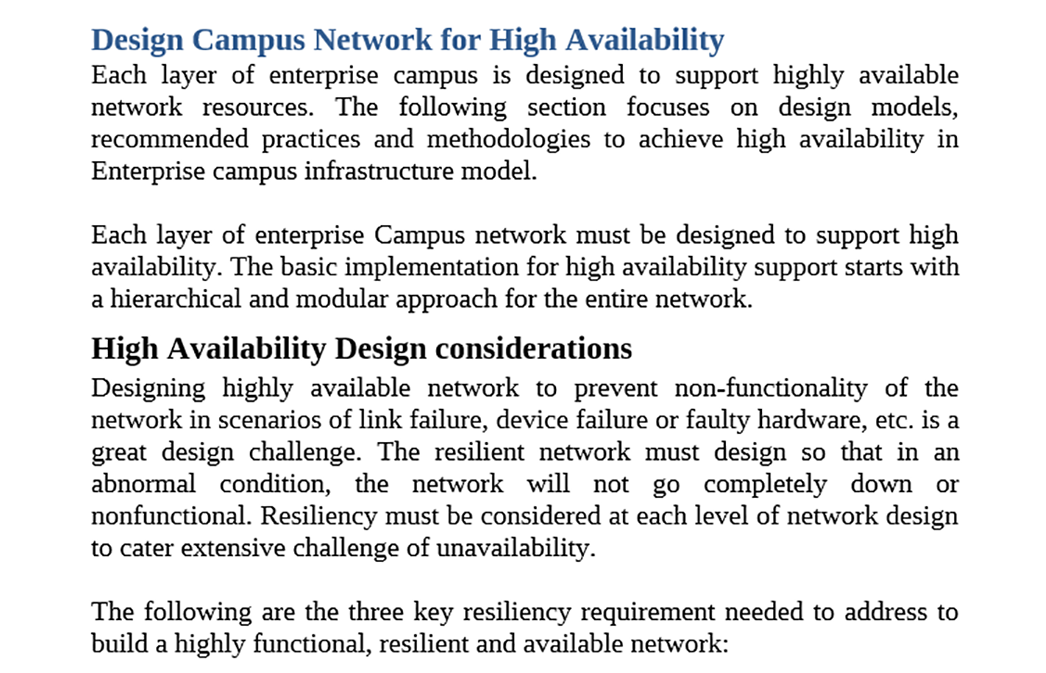 Design Campus Network for High Availability
Each layer of enterprise campus is designed to support highly available
network resources. The following section focuses on design models,
recommended practices and methodologies to achieve high availability in
Enterprise campus infrastructure model.
Each layer of enterprise Campus network must be designed to support high
availability. The basic implementation for high availability support starts with
a hierarchical and modular approach for the entire network.
High Availability Design considerations
Designing highly available network to prevent non-functionality of the
network in scenarios of link failure, device failure or faulty hardware, etc. is a
great design challenge. The resilient network must design so that in an
abnormal condition, the network will not go completely down or
nonfunctional. Resiliency must be considered at each level of network design
to cater extensive challenge of unavailability.
The following are the three key resiliency requirement needed to address to
build a highly functional, resilient and available network: